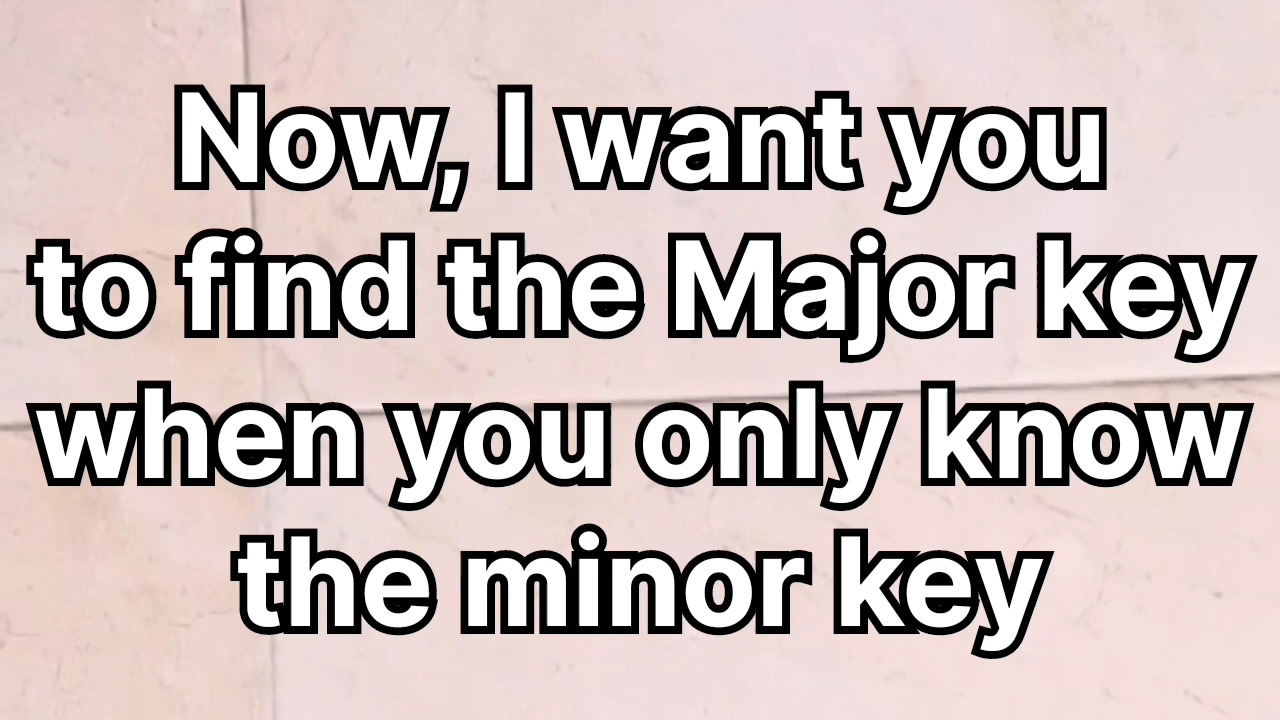 Now, I want you
to find the Major key
when you only know
the minor key